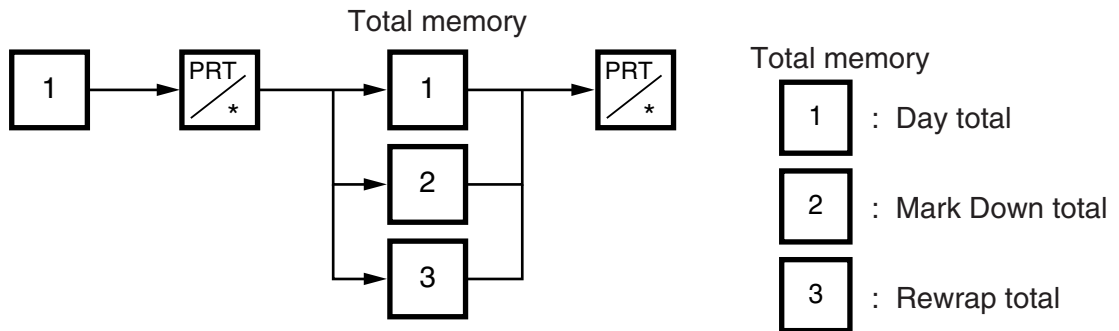 Total memory
1
PRT
*
1
PRT
*
2
3
Total memory
1 : Day total
2 : Mark Down total
3 : Rewrap total